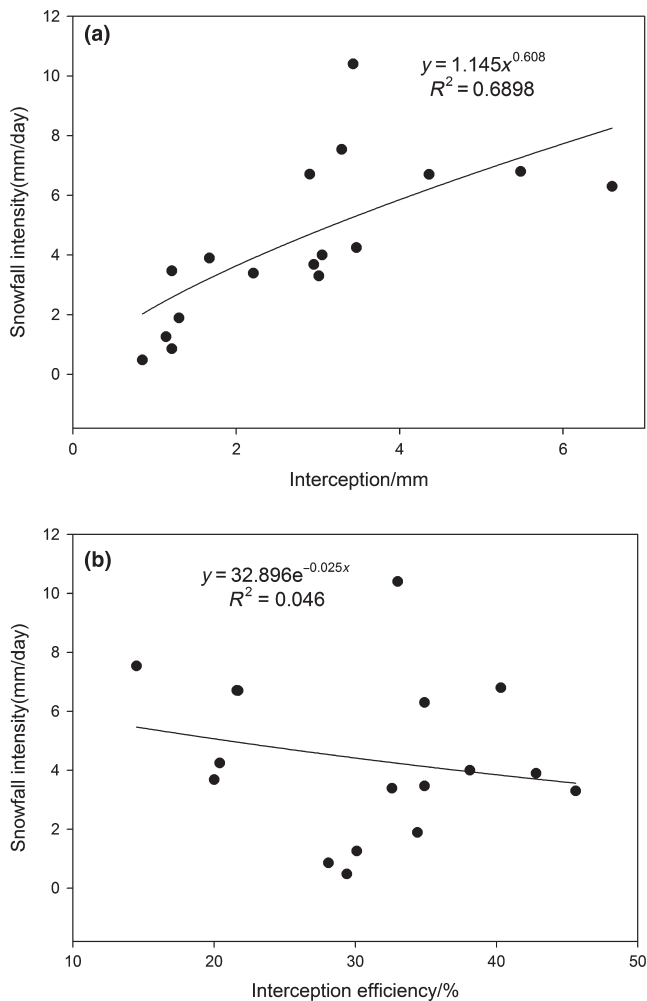 (a)
y = 1.145x^0.608
R² = 0.6898
12
10
8
6
4
2
0
Snowfall intensity(mm/day)
0 2 4 6
Interception/mm
(b)
y = 32.896e^−0.025x
R² = 0.046
12
10
8
6
4
2
0
Snowfall intensity(mm/day)
10 20 30 40 50
Interception efficiency/%